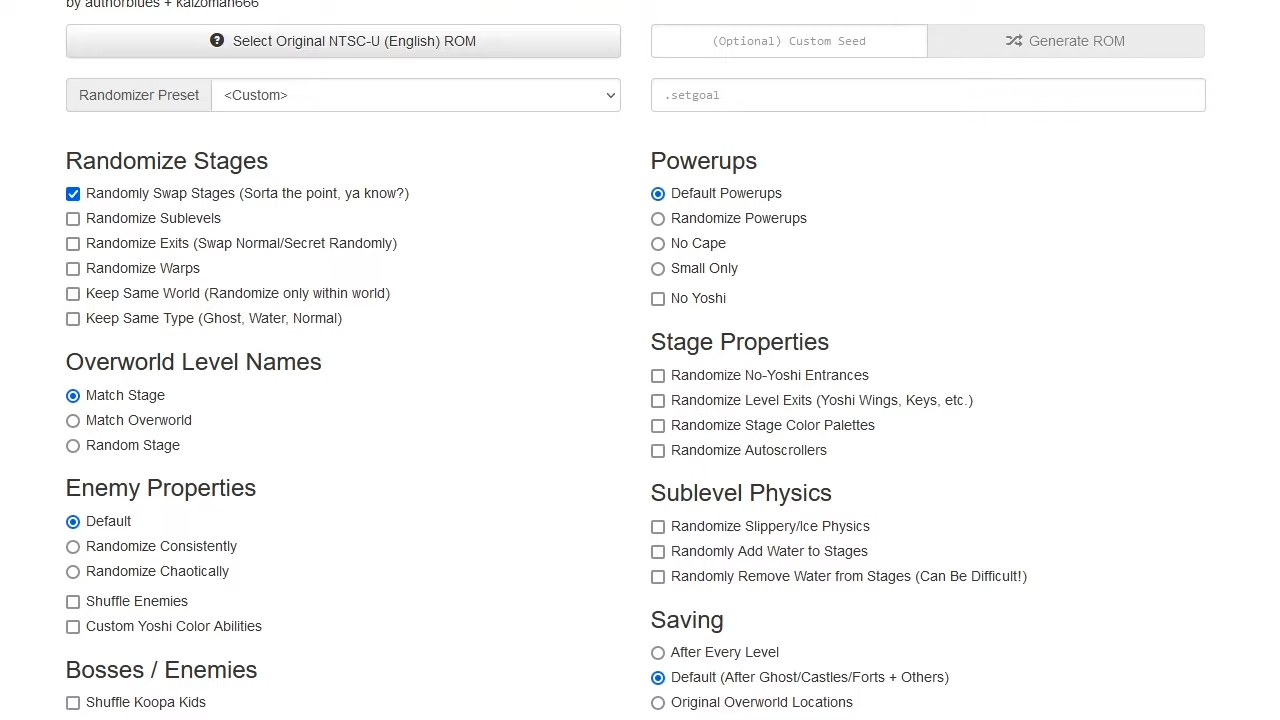 by authorblues + kaizoman666
Select Original NTSC-U (English) ROM
(Optional) Custom Seed
Generate ROM
Randomizer Preset
<Custom>
.setgoal
Randomize Stages
Randomly Swap Stages (Sorta the point, ya know?)
Randomize Sublevels
Randomize Exits (Swap Normal/Secret Randomly)
Randomize Warps
Keep Same World (Randomize only within world)
Keep Same Type (Ghost, Water, Normal)
Overworld Level Names
Match Stage
Match Overworld
Random Stage
Enemy Properties
Default
Randomize Consistently
Randomize Chaotically
Shuffle Enemies
Custom Yoshi Color Abilities
Bosses / Enemies
Shuffle Koopa Kids
Powerups
Default Powerups
Randomize Powerups
No Cape
Small Only
No Yoshi
Stage Properties
Randomize No-Yoshi Entrances
Randomize Level Exits (Yoshi Wings, Keys, etc.)
Randomize Stage Color Palettes
Randomize Autoscrollers
Sublevel Physics
Randomize Slippery/Ice Physics
Randomly Add Water to Stages
Randomly Remove Water from Stages (Can Be Difficult!)
Saving
After Every Level
Default (After Ghost/Castles/Forts + Others)
Original Overworld Locations